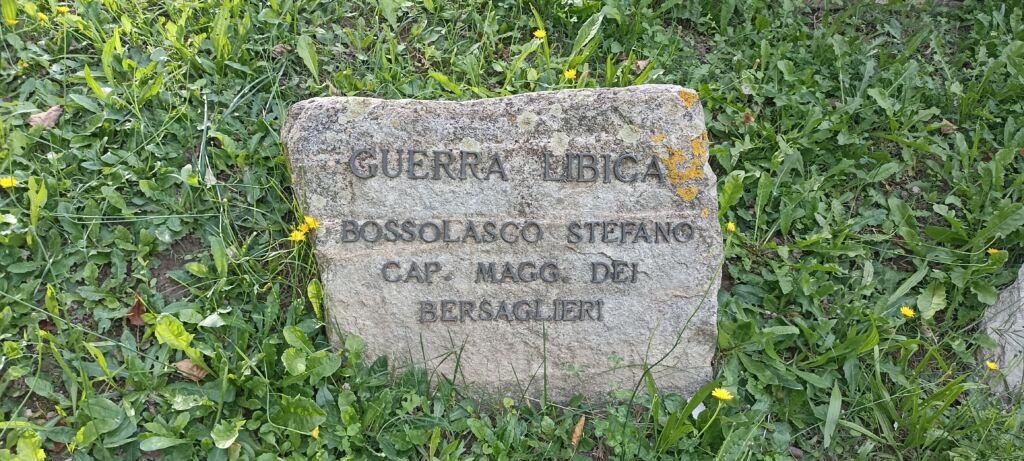 GUERRA LIBICA
BOSSOLASCO STEFANO
CAP. MAGG. DEI
BERSAGLIERI